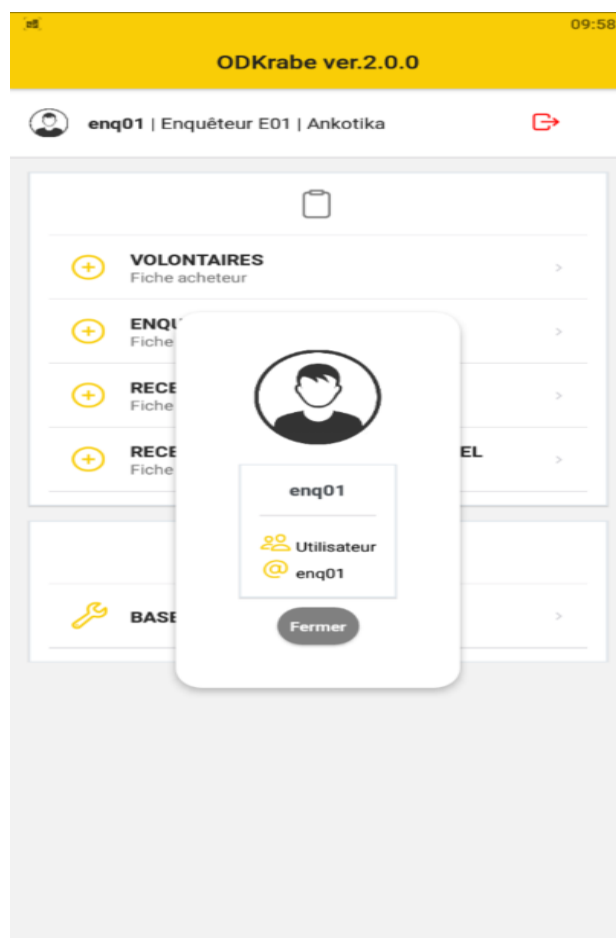 09:58
ODKrabe ver.2.0.0
enq01 | Enquêteur E01 | Ankotika
VOLONTAIRES
Fiche acheteur
ENQU
Fiche
RECE
Fiche
RECE EL
Fiche
enq01
Utilisateur
@ enq01
BASE
Fermer